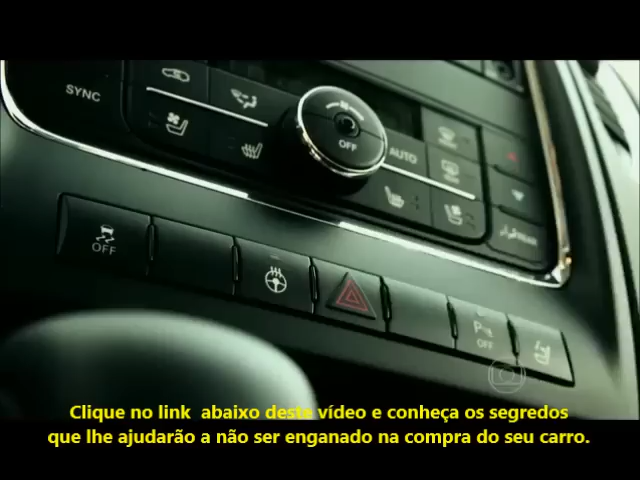 SYNC
OFF
AUTO
REAR
OFF
P
OFF
Clique no link abaixo deste vídeo e conheça os segredos
que lhe ajudarão a não ser enganado na compra do seu carro.